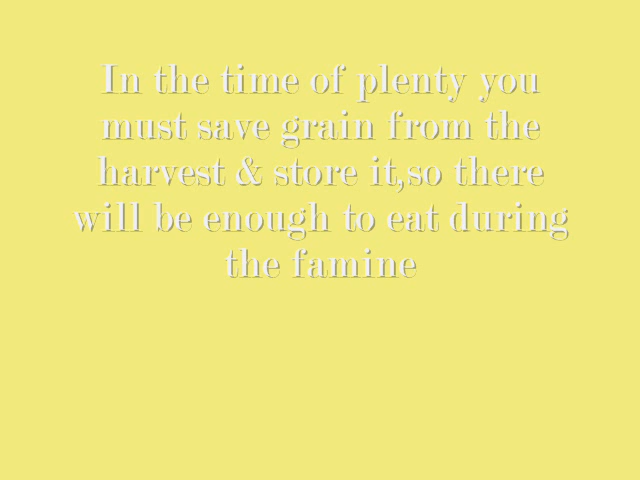 In the time of plenty you
must save grain from the
harvest & store it,so there
will be enough to eat during
the famine